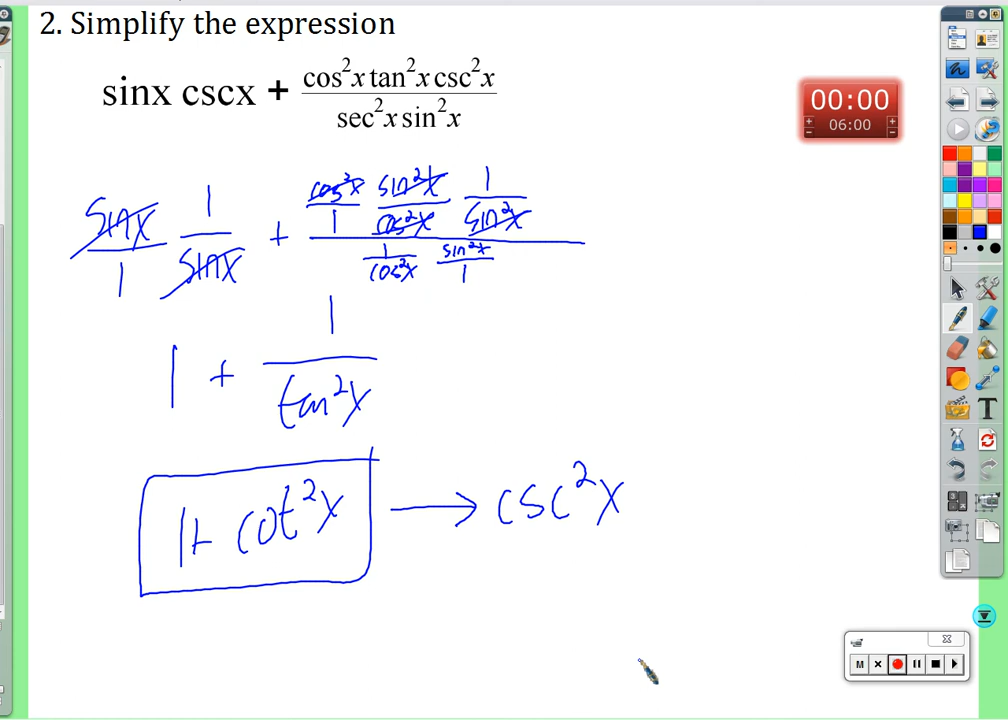 2. Simplify the expression
sinx cscx + cos²x tan²x csc²x / sec²x sin²x
sinx/1 1/sinx + cos²x/1 sin²x/cos²x 1/sin²x / 1/cos²x sin²x/1
1 + 1/tan²x
1+ cot²x → csc²x
00:00
06:00
T
M